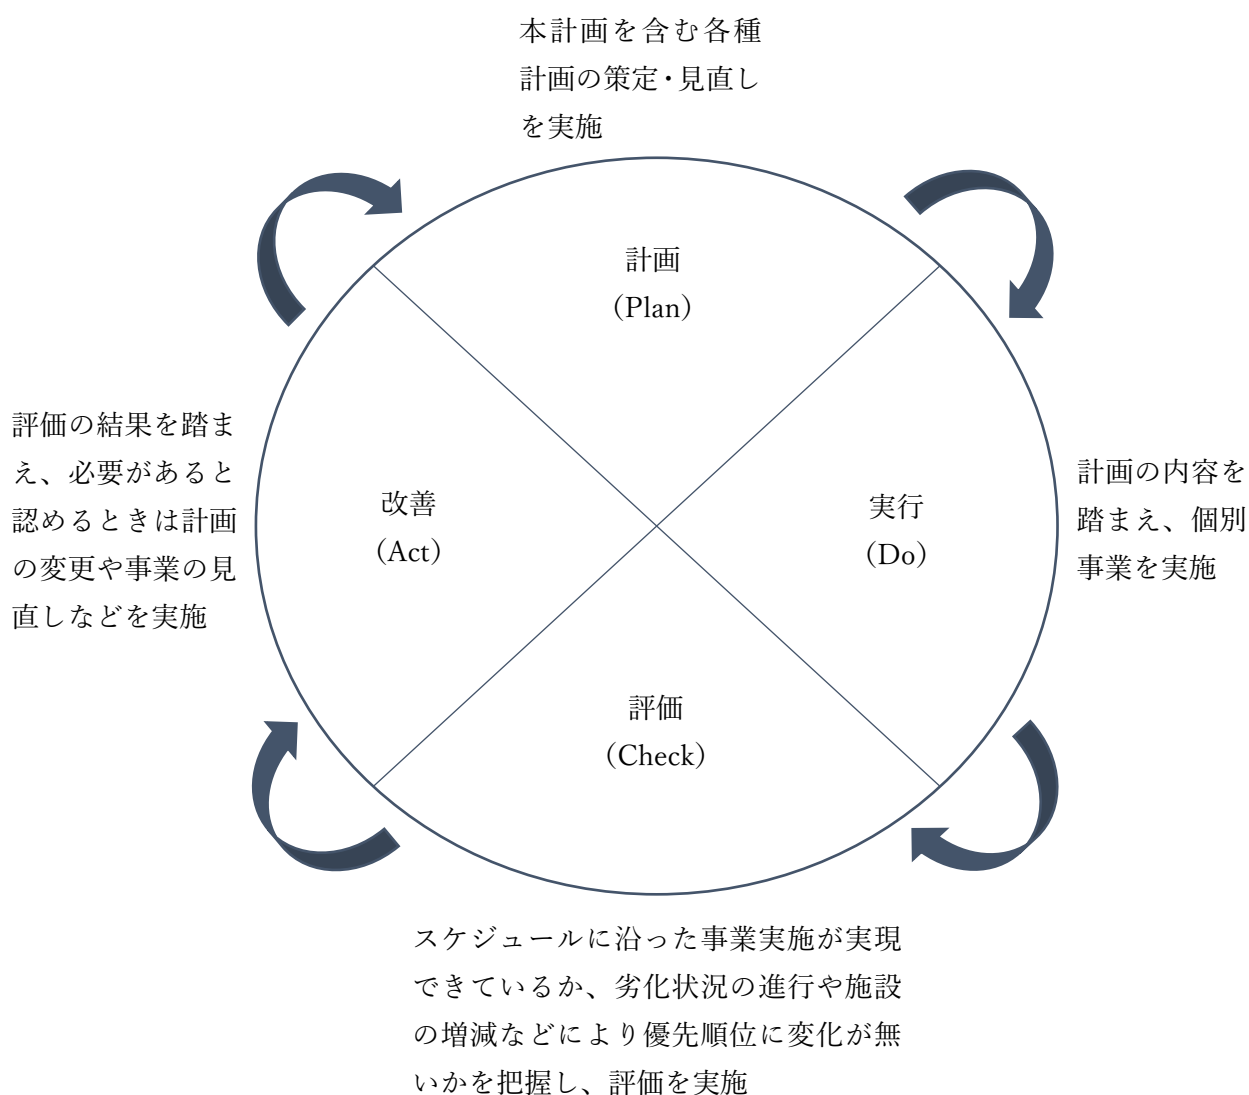 本計画を含む各種
計画の策定・見直し
を実施
計画
（Plan）
評価の結果を踏ま
え、必要があると
認めるときは計画
の変更や事業の見
直しなどを実施
改善
（Act）
実行
（Do）
計画の内容を
踏まえ、個別
事業を実施
評価
（Check）
スケジュールに沿った事業実施が実現
できているか、劣化状況の進行や施設
の増減などにより優先順位に変化が無
いかを把握し、評価を実施